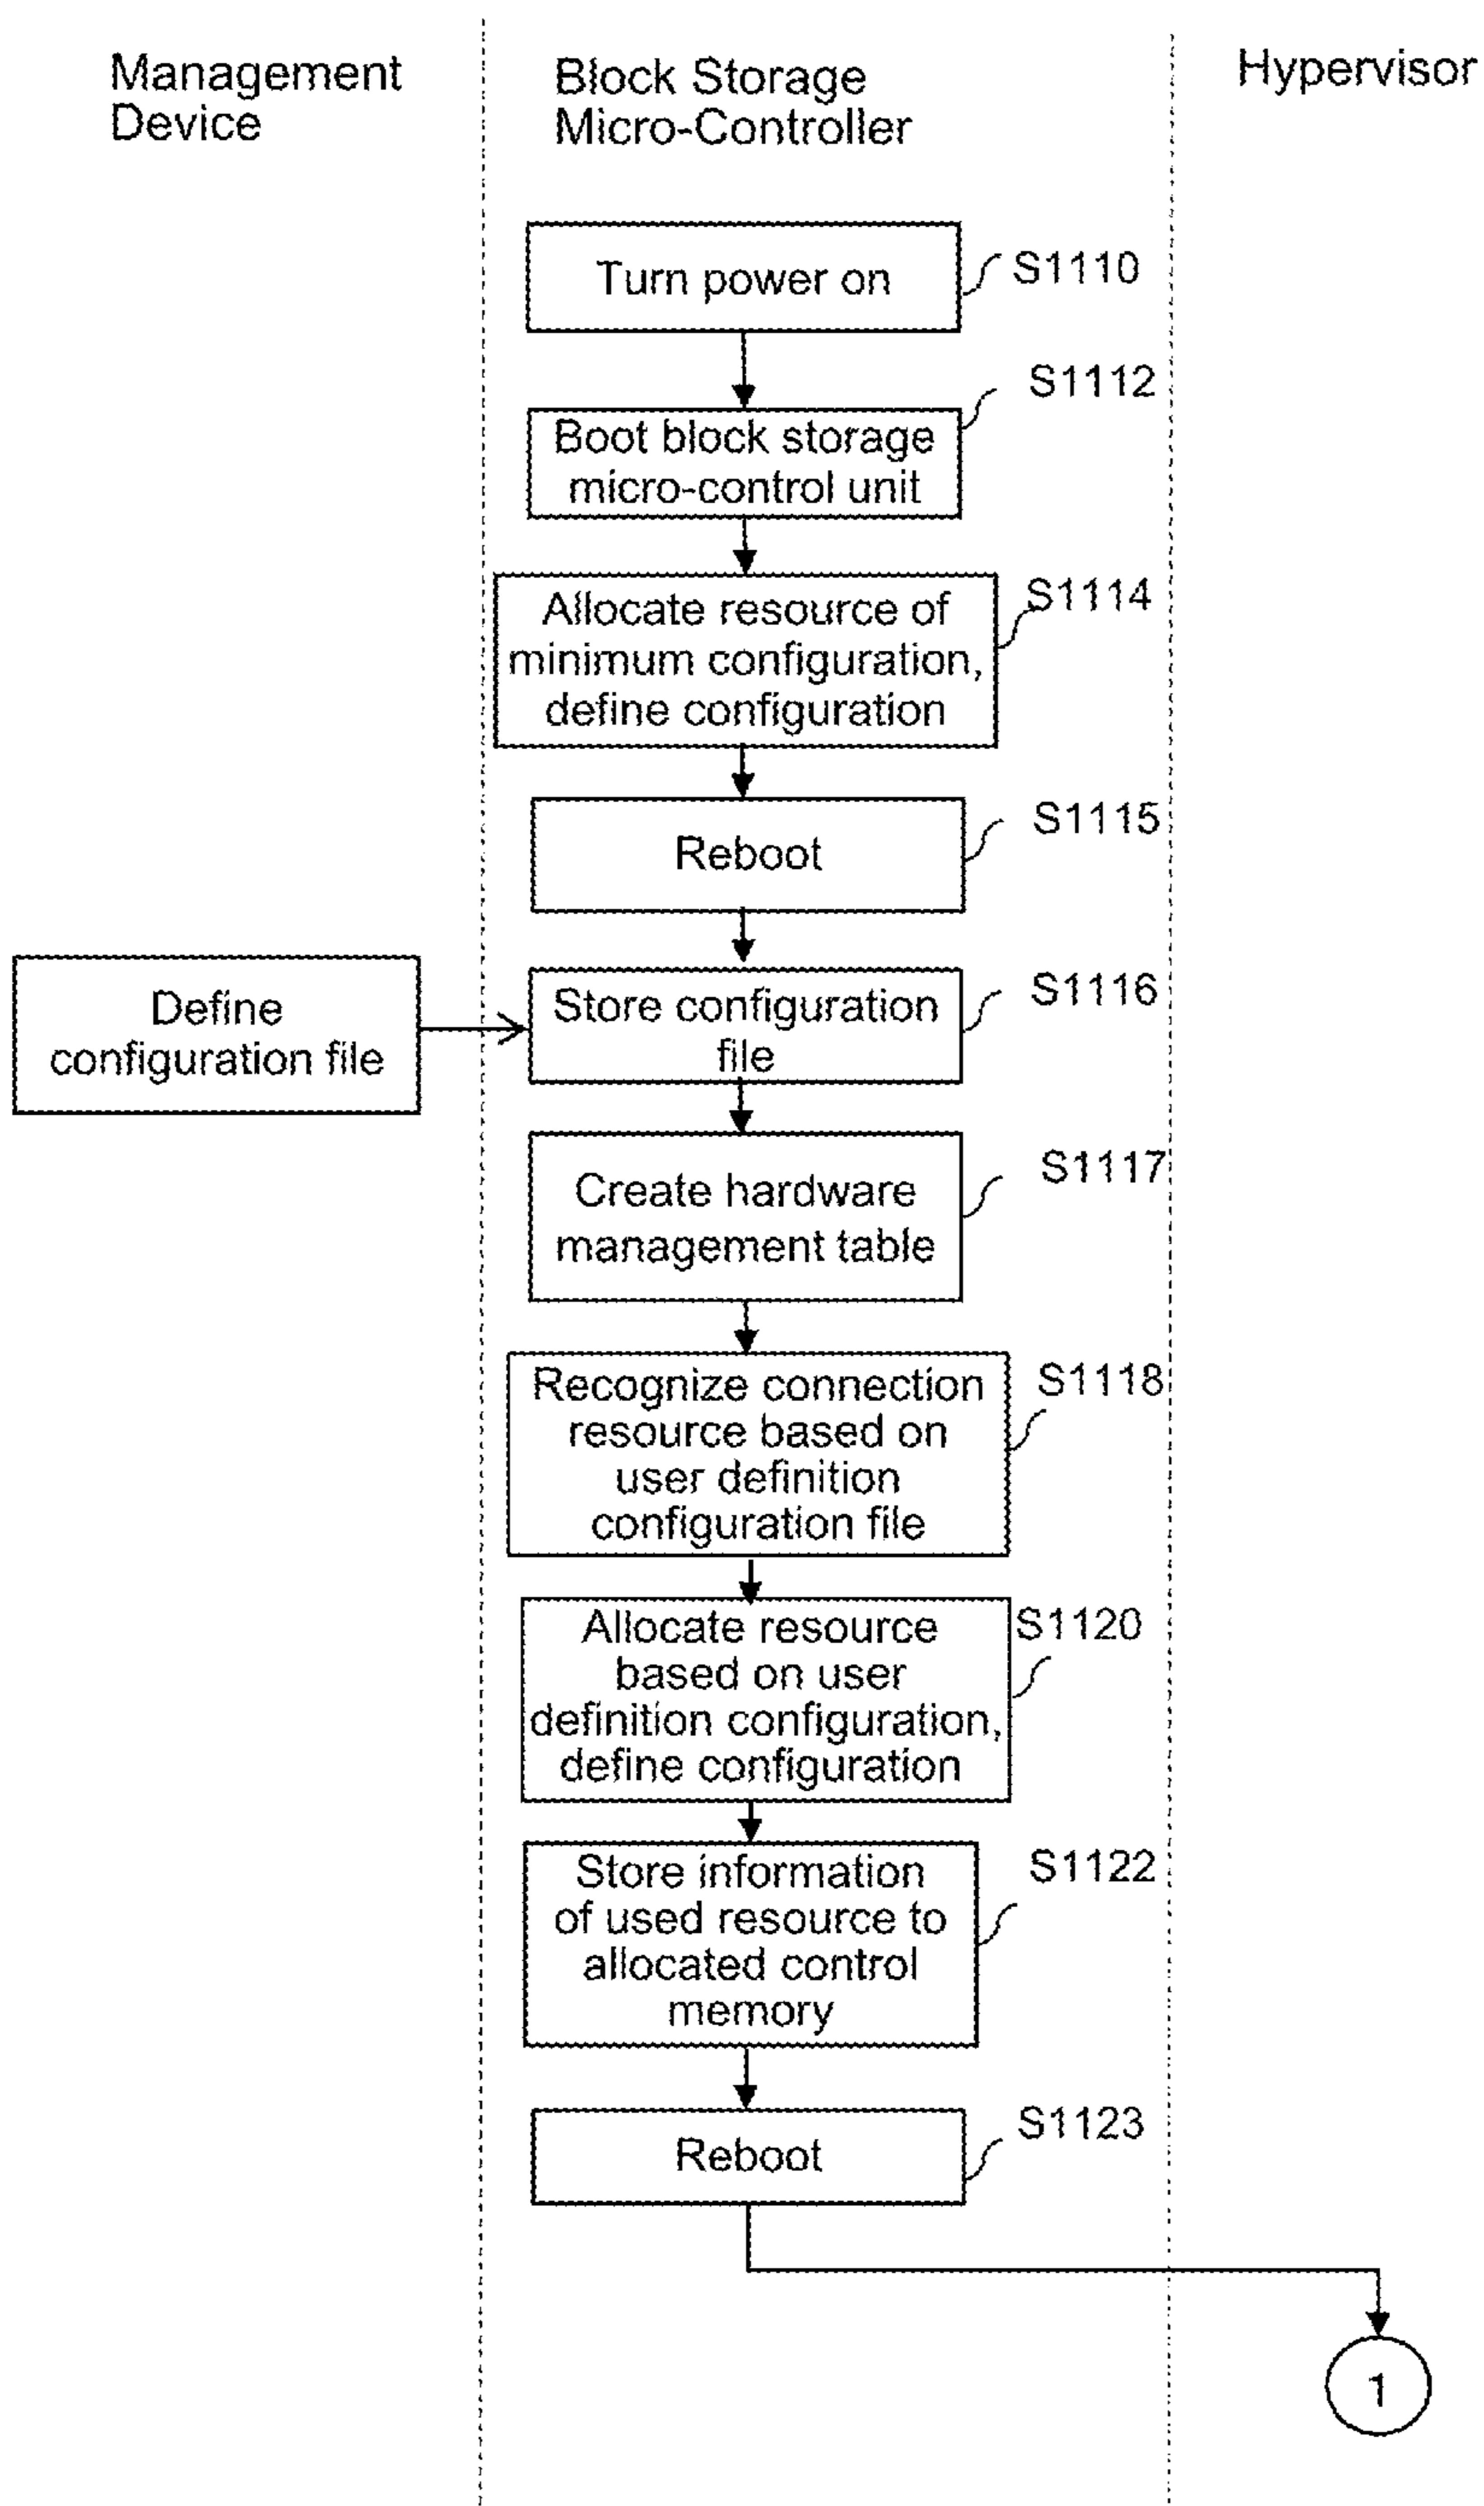 Management
Device
Block Storage
Micro-Controller
Hypervisor
Turn power on
S1110
S1112
Boot block storage
micro-control unit
S1114
Allocate resource of
minimum configuration,
define configuration
S1115
Reboot
Define
configuration file
S1116
Store configuration
file
S1117
Create hardware
management table
S1118
Recognize connection
resource based on
user definition
configuration file
S1120
Allocate resource
based on user
definition configuration,
define configuration
S1122
Store information
of used resource to
allocated control
memory
S1123
Reboot
1